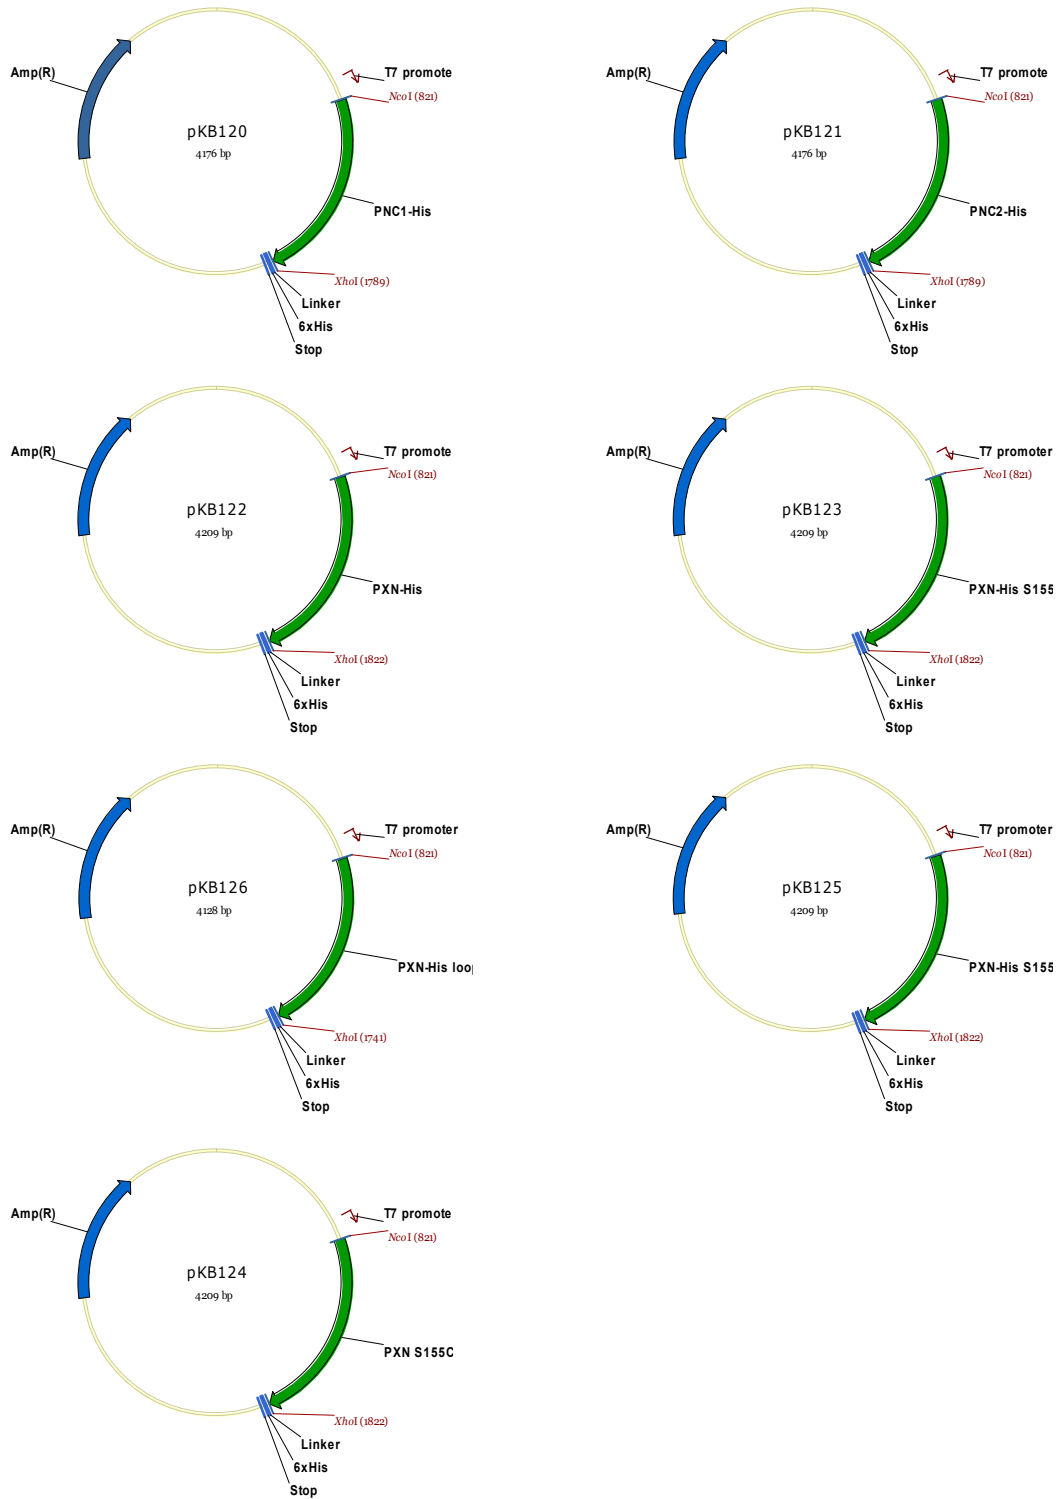 Amp(R)
T7 promote
NcoI (821)
pKB120
4176 bp
PNC1-His
XhoI (1789)
Linker
6xHis
Stop
Amp(R)
T7 promote
NcoI (821)
pKB121
4176 bp
PNC2-His
XhoI (1789)
Linker
6xHis
Stop
Amp(R)
T7 promote
NcoI (821)
pKB122
4209 bp
PXN-His
XhoI (1822)
Linker
6xHis
Stop
Amp(R)
T7 promoter
NcoI (821)
pKB123
4209 bp
PXN-His S155
XhoI (1822)
Linker
6xHis
Stop
Amp(R)
T7 promoter
NcoI (821)
pKB126
4128 bp
PXN-His loo
XhoI (1741)
Linker
6xHis
Stop
Amp(R)
T7 promoter
NcoI (821)
pKB125
4209 bp
PXN-His S155
XhoI (1822)
Linker
6xHis
Stop
Amp(R)
T7 promote
NcoI (821)
pKB124
4209 bp
PXN S155C
XhoI (1822)
Linker
6xHis
Stop